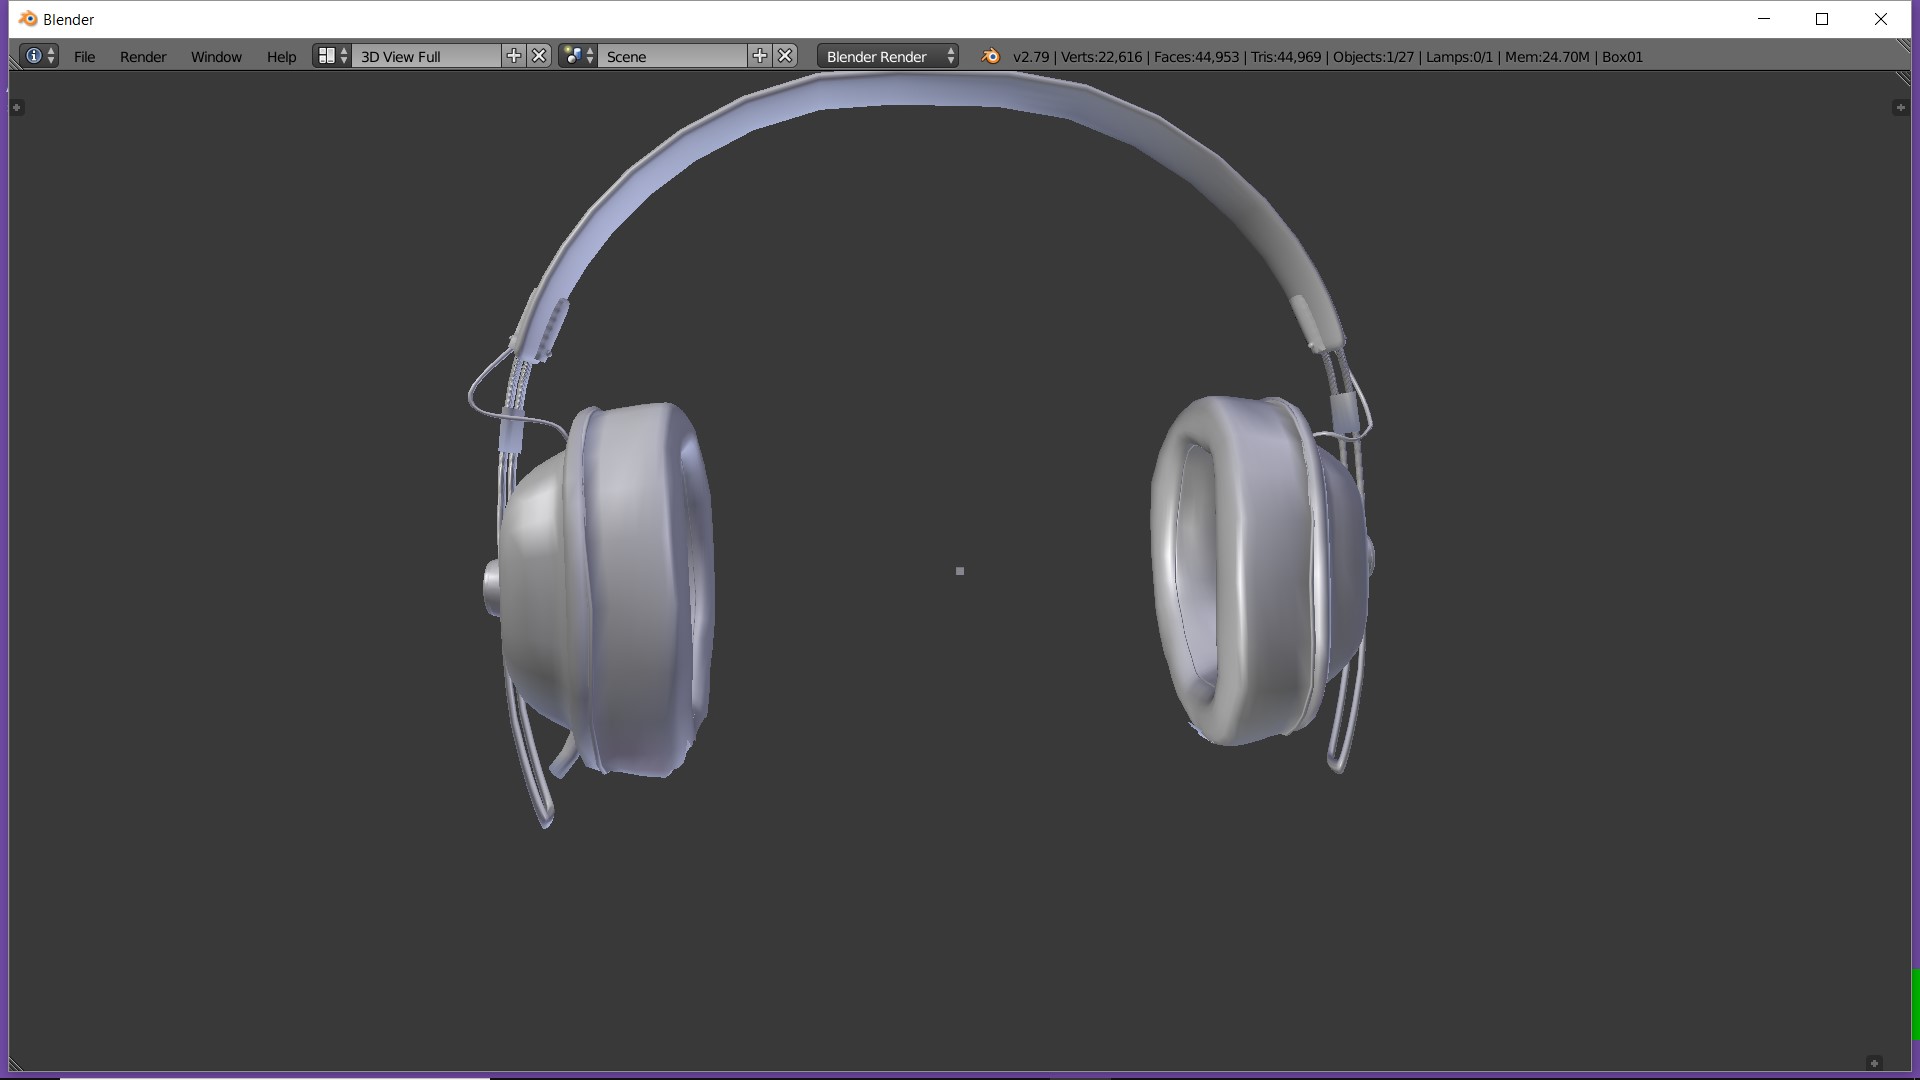 Blender
File Render Window Help 3D View Full Scene Blender Render v2.79 | Verts:22,616 | Faces:44,953 | Tris:44,969 | Objects:1/27 | Lamps:0/1 | Mem:24.70M | Box01